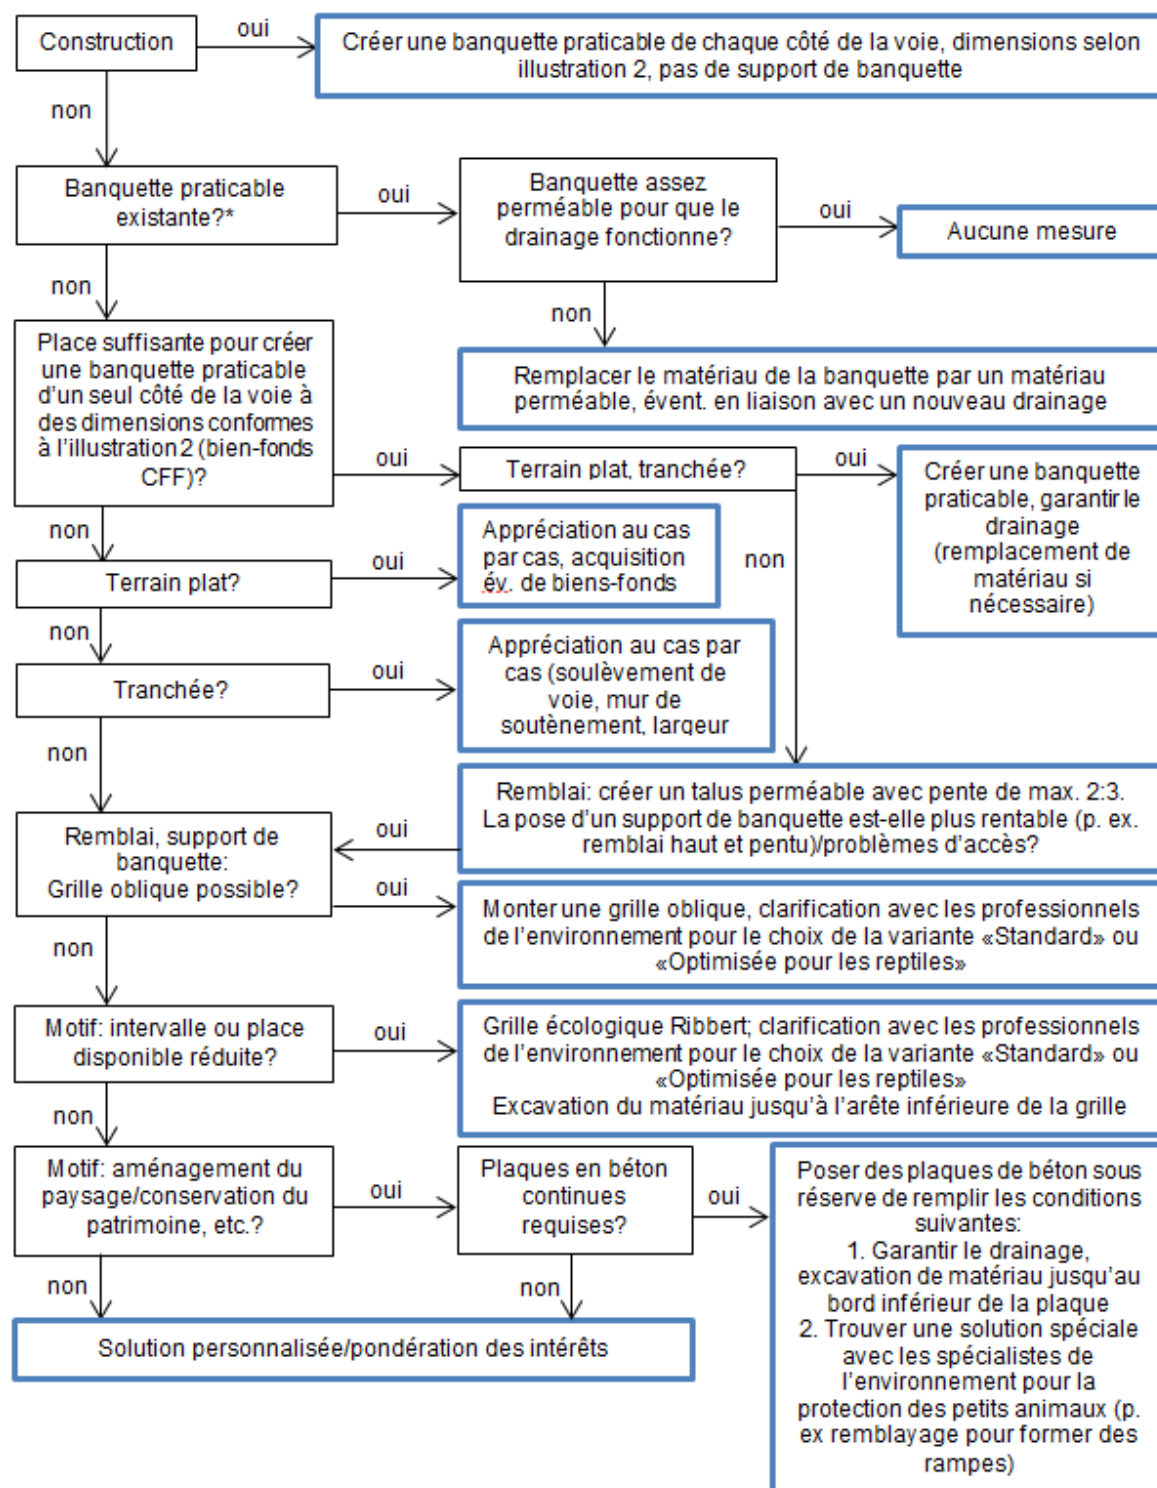 Construction
oui
Créer une banquette praticable de chaque côté de la voie, dimensions selon
illustration 2, pas de support de banquette
non
Banquette praticable
existante?*
oui
Banquette assez
perméable pour que le
drainage fonctionne?
oui
Aucune mesure
non
non
Place suffisante pour créer
une banquette praticable
d'un seul côté de la voie à
des dimensions conformes
à l'illustration 2 (bien-fonds
CFF)?
Remplacer le matériau de la banquette par un matériau
perméable, évent. en liaison avec un nouveau drainage
oui
Terrain plat, tranchée?
oui
Créer une banquette
praticable, garantir le
drainage
(remplacement de
matériau si
nécessaire)
non
non
Terrain plat?
oui
Appréciation au cas
par cas, acquisition
év. de biens-fonds
non
Tranchée?
oui
Appréciation au cas par
cas (soulèvement de
voie, mur de
soutènement, largeur
non
Remblai: créer un talus perméable avec pente de max. 2:3.
La pose d'un support de banquette est-elle plus rentable (p. ex.
remblai haut et pentu)/problèmes d'accès?
oui
Remblai, support de
banquette:
Grille oblique possible?
oui
Monter une grille oblique, clarification avec les professionnels
de l'environnement pour le choix de la variante «Standard» ou
«Optimisée pour les reptiles»
non
Motif: intervalle ou place
disponible réduite?
oui
Grille écologique Ribbert; clarification avec les professionnels
de l'environnement pour le choix de la variante «Standard» ou
«Optimisée pour les reptiles»
Excavation du matériau jusqu'à l'arête inférieure de la grille
non
Motif: aménagement du
paysage/conservation du
patrimoine, etc.?
oui
Plaques en béton
continues
requises?
oui
Poser des plaques de béton sous
réserve de remplir les conditions
suivantes:
1. Garantir le drainage,
excavation de matériau jusqu'au
bord inférieur de la plaque
2. Trouver une solution spéciale
avec les spécialistes de
l'environnement pour la
protection des petits animaux (p.
ex remblayage pour former des
rampes)
non
non
Solution personnalisée/pondération des intérêts